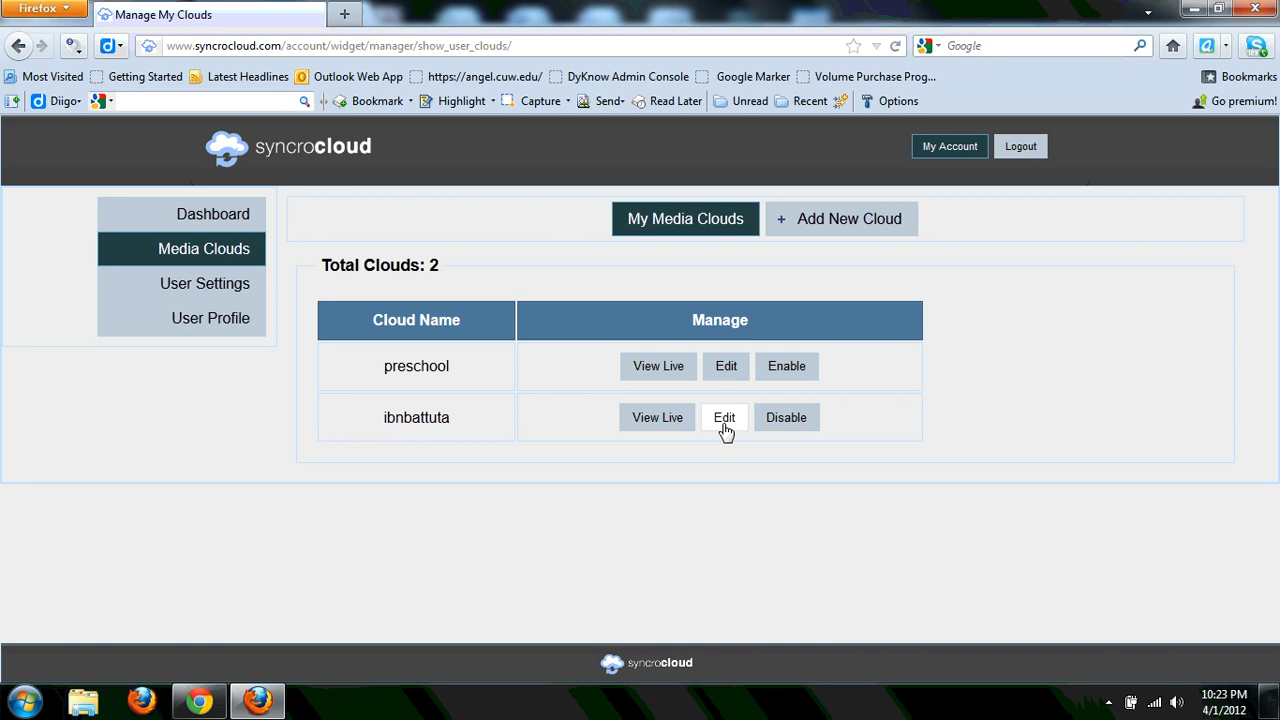 Firefox
Manage My Clouds
www.syncrocloud.com/account/widget/manager/show_user_clouds/
Google
Most Visited Getting Started Latest Headlines Outlook Web App https://angel.cuw.edu/ DyKnow Admin Console Google Marker Volume Purchase Prog... Bookmarks
Diigo Bookmark Highlight Capture Send Read Later Unread Recent Options Go premium!
syncrocloud
My Account Logout
Dashboard
Media Clouds
User Settings
User Profile
My Media Clouds + Add New Cloud
Total Clouds: 2
Cloud Name Manage
preschool View Live Edit Enable
ibnbattuta View Live Edit Disable
syncrocloud
10:23 PM
4/1/2012